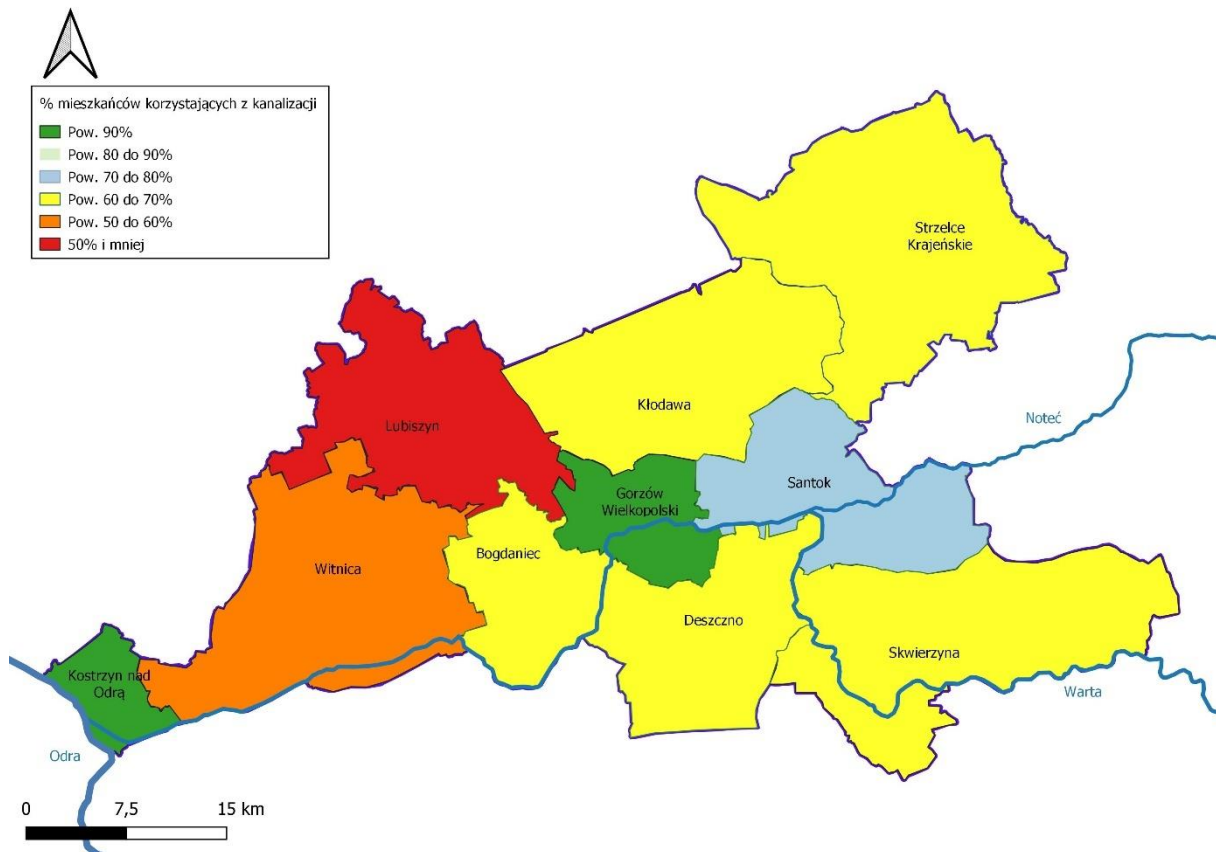 % mieszkańców korzystających z kanalizacji
Pow. 90%
Pow. 80 do 90%
Pow. 70 do 80%
Pow. 60 do 70%
Pow. 50 do 60%
50% i mniej
Strzelce
Krajeńskie
Kłodawa
Lubiszyn
Noteć
Santok
Gorzów
Wielkopolski
Bogdaniec
Witnica
Deszczno
Skwierzyna
Kostrzyn nad
Odrą
Warta
Odra
0 7,5 15 km